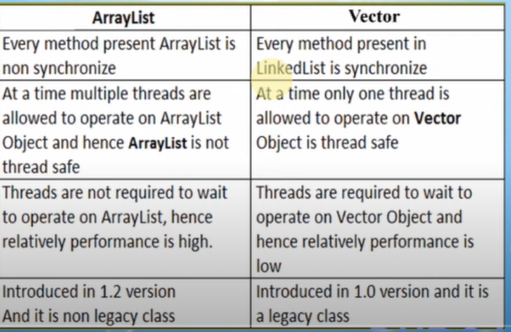 ArrayList
Vector
Every method present ArrayList is
non synchronize
Every method present in
LinkedList is synchronize
At a time multiple threads are
allowed to operate on ArrayList
Object and hence ArrayList is not
thread safe
At a time only one thread is
allowed to operate on Vector
Object is thread safe
Threads are not required to wait
to operate on ArrayList, hence
relatively performance is high.
Threads are required to wait to
operate on Vector Object and
hence relatively performance is
low
Introduced in 1.2 version
And it is non legacy class
Introduced in 1.0 version and it is
a legacy class